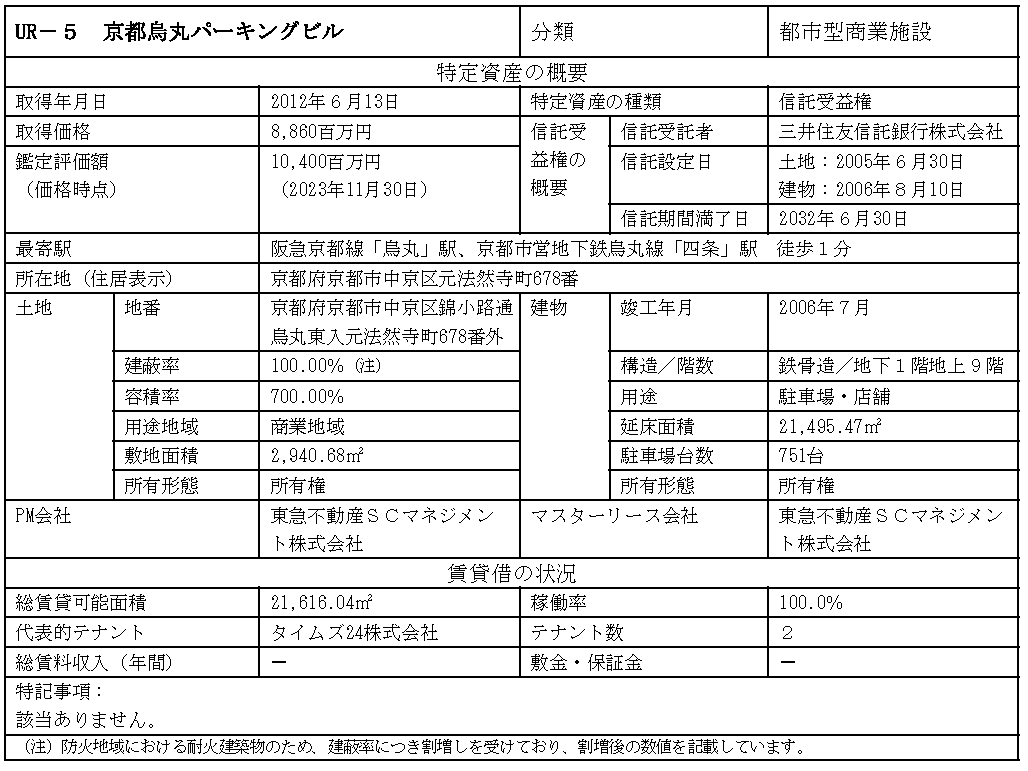 UR－５　京都烏丸パーキングビル 分類 都市型商業施設
特定資産の概要
取得年月日 2012年６月13日 特定資産の種類 信託受益権
取得価格 8,860百万円 信託受益権の概要 信託受託者 三井住友信託銀行株式会社
鑑定評価額 10,400百万円 信託設定日 土地：2005年６月30日
（価格時点） （2023年11月30日） 建物：2006年８月10日
信託期間満了日 2032年６月30日
最寄駅 阪急京都線「烏丸」駅、京都市営地下鉄烏丸線「四条」駅　徒歩１分
所在地（住居表示） 京都府京都市中京区元法然寺町678番
土地 地番 京都府京都市中京区錦小路通 建物 竣工年月 2006年７月
烏丸東入元法然寺町678番外
建蔽率 100.00%（注） 構造／階数 鉄骨造／地下１階地上９階
容積率 700.00% 用途 駐車場・店舗
用途地域 商業地域 延床面積 21,495.47㎡
敷地面積 2,940.68㎡ 駐車場台数 751台
所有形態 所有権 所有形態 所有権
PM会社 東急不動産ＳＣマネジメン マスターリース会社 東急不動産ＳＣマネジメン
ト株式会社 ト株式会社
賃貸借の状況
総賃貸可能面積 21,616.04㎡ 稼働率 100.0%
代表的テナント タイムズ24株式会社 テナント数 ２
総賃料収入（年間） － 敷金・保証金 －
特記事項：
該当ありません。
（注）防火地域における耐火建築物のため、建蔽率につき割増しを受けており、割増後の数値を記載しています。